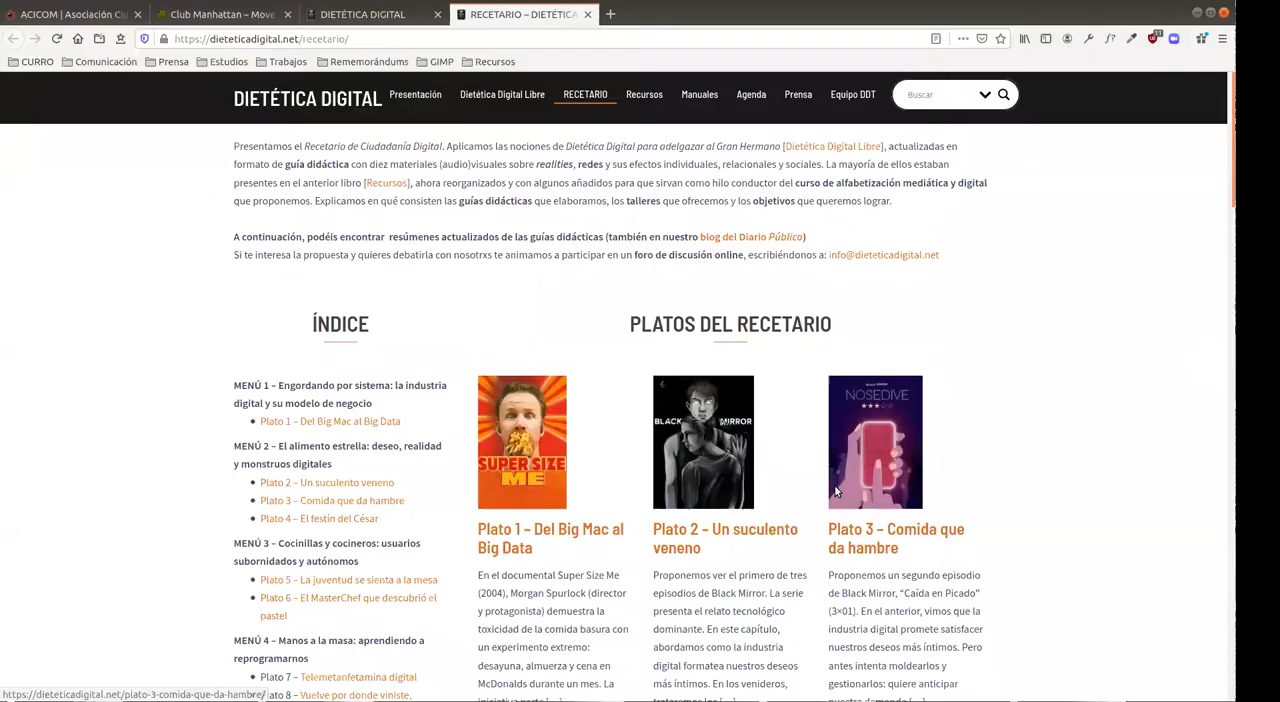 ACICOM | Asociación Ciu
Club Manhattan – Move
DIETÉTICA DIGITAL
RECETARIO – DIETÉTICA
https://dieteticadigital.net/recetario/
CURRO Comunicación Prensa Estudios Trabajos Rememorándums GIMP Recursos
DIETÉTICA DIGITAL Presentación Dietética Digital Libre RECETARIO Recursos Manuales Agenda Prensa Equipo DDT Buscar
Presentamos el Recetario de Ciudadanía Digital. Aplicamos las nociones de Dietética Digital para adelgazar al Gran Hermano [Dietética Digital Libre], actualizadas en
formato de guía didáctica con diez materiales (audio)visuales sobre realities, redes y sus efectos individuales, relacionales y sociales. La mayoría de ellos estaban
presentes en el anterior libro [Recursos], ahora reorganizados y con algunos añadidos para que sirvan como hilo conductor del curso de alfabetización mediática y digital
que proponemos. Explicamos en qué consisten las guías didácticas que elaboramos, los talleres que ofrecemos y los objetivos que queremos lograr.
A continuación, podéis encontrar resúmenes actualizados de las guías didácticas (también en nuestro blog del Diario Público)
Si te interesa la propuesta y quieres debatirla con nosotrxs te animamos a participar en un foro de discusión online, escribiéndonos a: info@dieteticadigital.net
ÍNDICE
MENÚ 1 – Engordando por sistema: la industria
digital y su modelo de negocio
Plato 1 – Del Big Mac al Big Data
MENÚ 2 – El alimento estrella: deseo, realidad
y monstruos digitales
Plato 2 – Un suculento veneno
Plato 3 – Comida que da hambre
Plato 4 – El festín del César
MENÚ 3 – Cocinillas y cocineros: usuarios
subornidados y autónomos
Plato 5 – La juventud se sienta a la mesa
Plato 6 – El MasterChef que descubrió el
pastel
MENÚ 4 – Manos a la masa: aprendiendo a
reprogramarnos
Plato 7 – Telemetanfetamina digital
lato 8 – Vuelve por donde viniste,
PLATOS DEL RECETARIO
SUPER SIZE
ME
Plato 1 – Del Big Mac al
Big Data
En el documental Super Size Me
(2004), Morgan Spurlock (director
y protagonista) demuestra la
toxicidad de la comida basura con
un experimento extremo:
desayuna, almuerza y cena en
McDonalds durante un mes. La
BLACK MIRROR
Plato 2 – Un suculento
veneno
Proponemos ver el primero de tres
episodios de Black Mirror. La serie
presenta el relato tecnológico
dominante. En este capítulo,
abordamos como la industria
digital formatea nuestros deseos
más íntimos. En los venideros,
NOSEDIVE
Plato 3 – Comida que
da hambre
Proponemos un segundo episodio
de Black Mirror, “Caída en Picado”
(3×01). En el anterior, vimos que la
industria digital promete satisfacer
nuestros deseos más íntimos. Pero
antes intenta moldearlos y
gestionarlos: quiere anticipar
https://dieteticadigital.net/plato-3-comida-que-da-hambre/